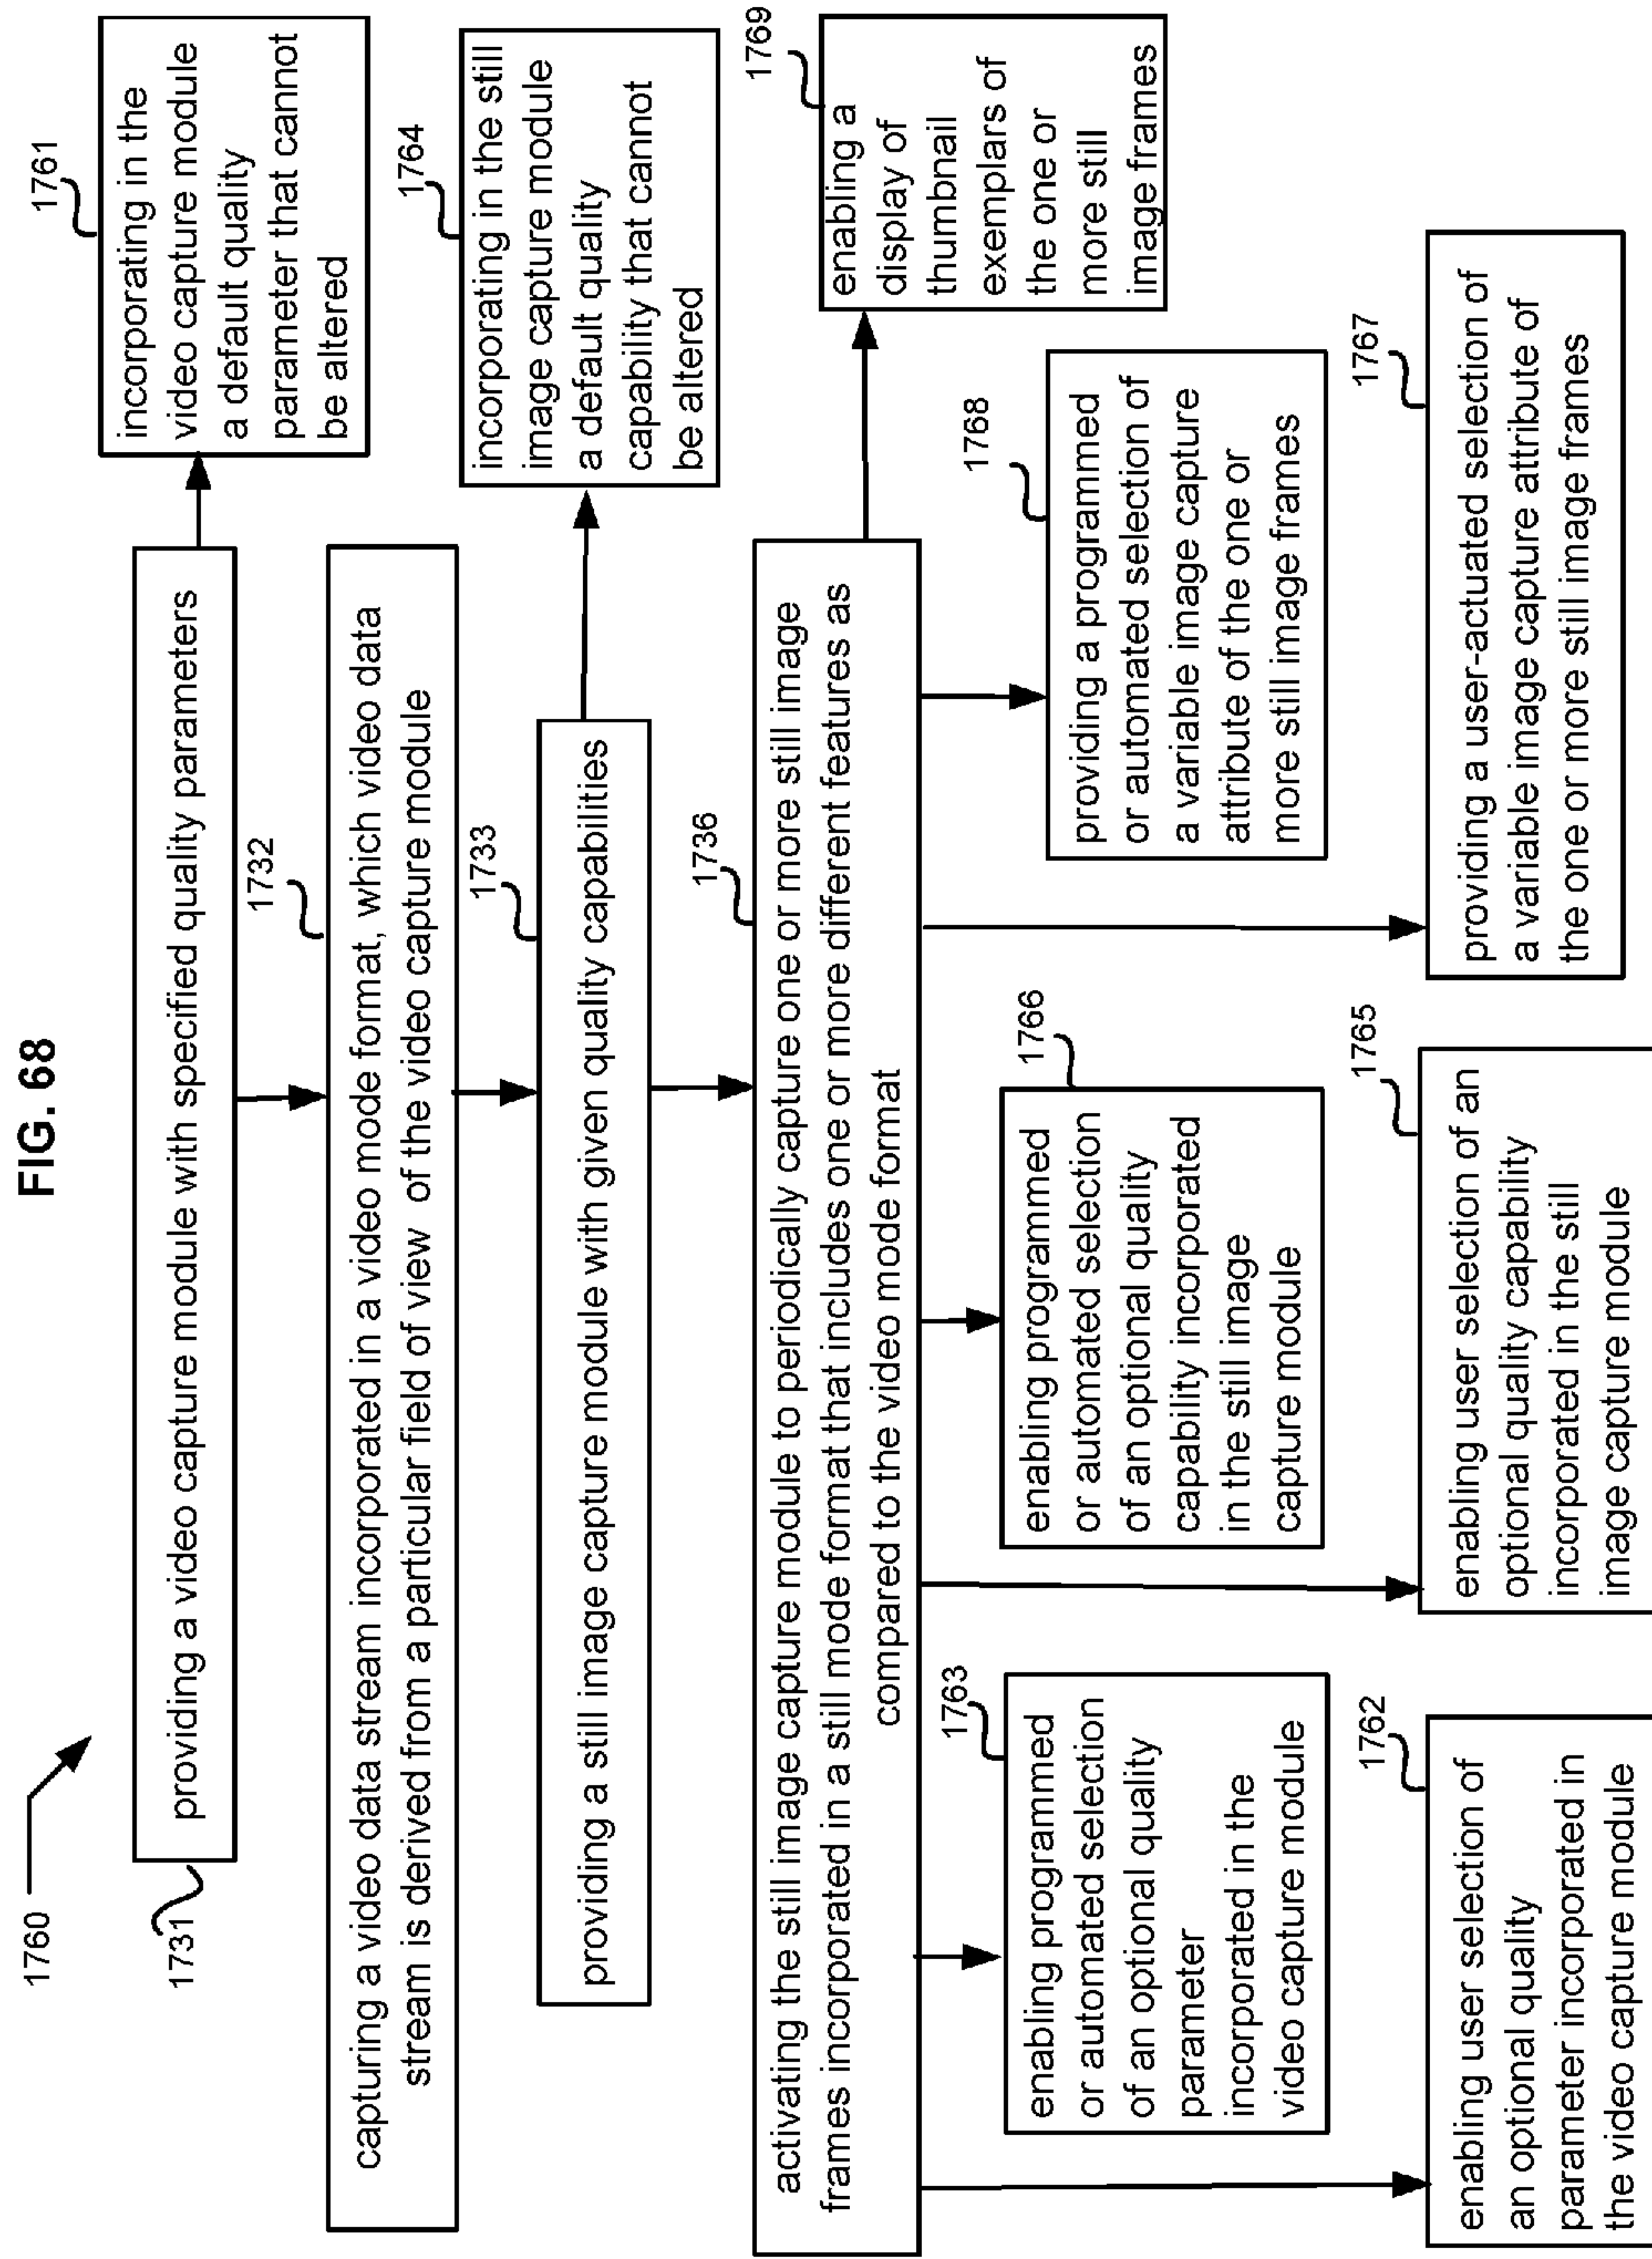 FIG. 68
1760
1731
providing a video capture module with specified quality parameters
1761
incorporating in the
video capture module
a default quality
parameter that cannot
be altered
1732
capturing a video data stream incorporated in a video mode format, which video data
stream is derived from a particular field of view of the video capture module
1733
providing a still image capture module with given quality capabilities
1764
incorporating in the still
image capture module
a default quality
capability that cannot
be altered
1736
activating the still image capture module to periodically capture one or more still image
frames incorporated in a still mode format that includes one or more different features as
compared to the video mode format
1769
enabling a
display of
thumbnail
exemplars of
the one or
more still
image frames
1763
enabling programmed
or automated selection
of an optional quality
parameter
incorporated in the
video capture module
1766
enabling programmed
or automated selection
of an optional quality
capability incorporated
in the still image
capture module
1768
providing a programmed
or automated selection of
a variable image capture
attribute of the one or
more still image frames
1762
enabling user selection of
an optional quality
parameter incorporated in
the video capture module
1765
enabling user selection of an
optional quality capability
incorporated in the still
image capture module
1767
providing a user-actuated selection of
a variable image capture attribute of
the one or more still image frames